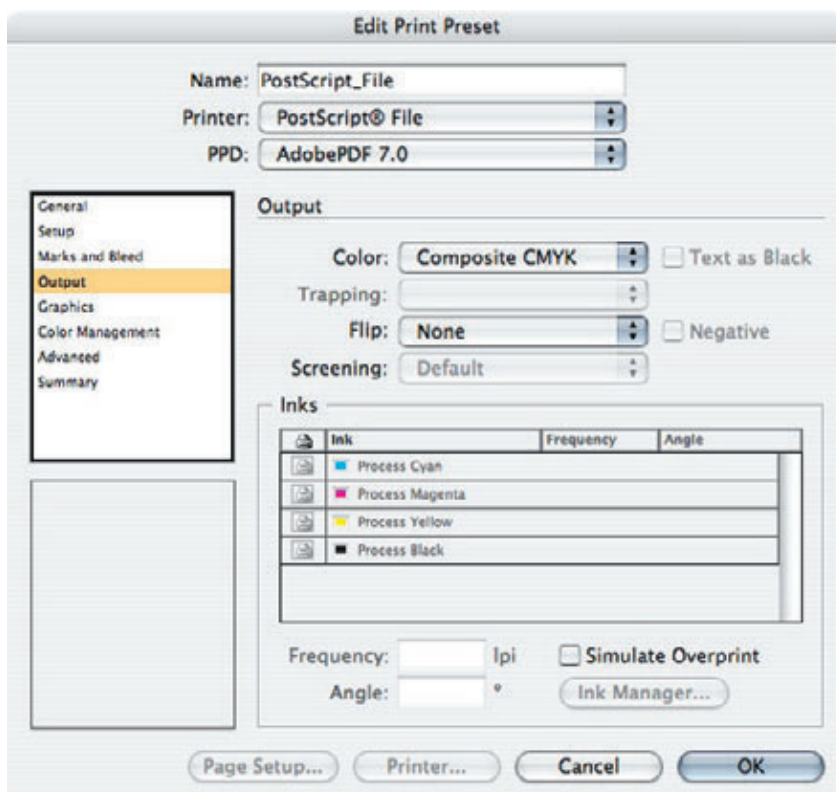 Edit Print Preset
Name: PostScript_File
Printer: PostScript® File
PPD: AdobePDF 7.0
General
Setup
Marks and Bleed
Output
Graphics
Color Management
Advanced
Summary
Output
Color: Composite CMYK Text as Black
Trapping:
Flip: None Negative
Screening: Default
Inks
Ink Frequency Angle
Process Cyan
Process Magenta
Process Yellow
Process Black
Frequency: lpi Simulate Overprint
Angle: ° Ink Manager...
Page Setup... Printer... Cancel OK